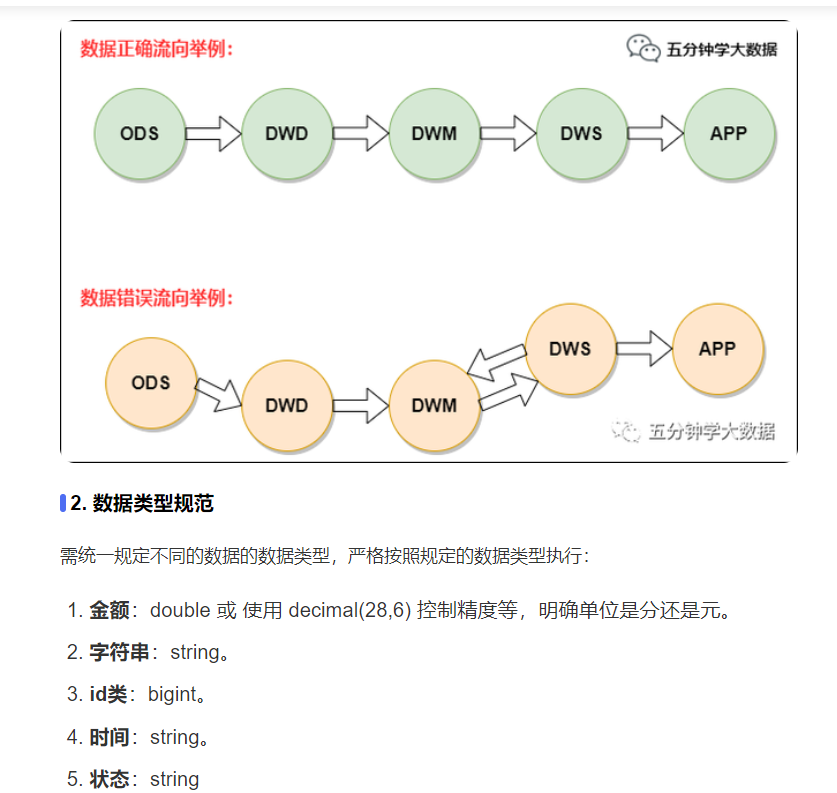 数据正确流向举例：
五分钟学大数据
ODS
DWD
DWM
DWS
APP
数据错误流向举例：
DWS
APP
ODS
DWD
DWM
五分钟学大数据
2. 数据类型规范
需统一规定不同的数据的数据类型，严格按照规定的数据类型执行：
1. 金额：double 或 使用 decimal(28,6) 控制精度等，明确单位是分还是元。
2. 字符串：string。
3. id类：bigint。
4. 时间：string。
5. 状态：string